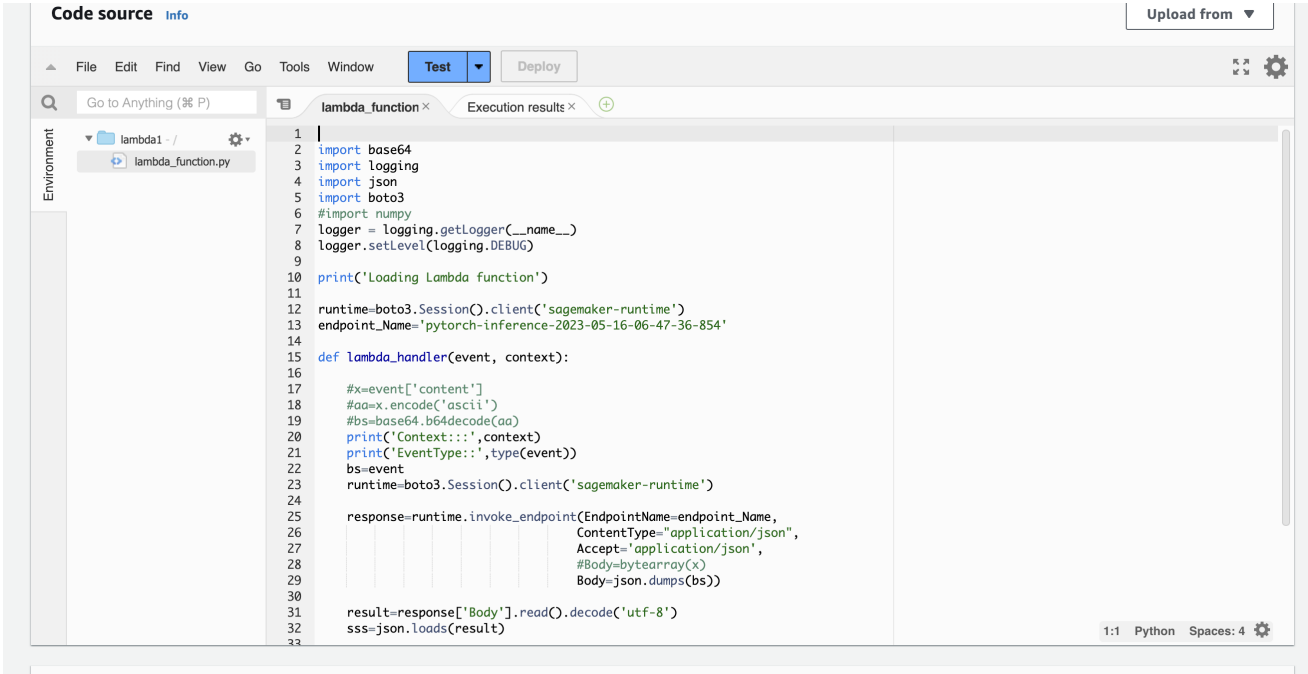 Code source Info
Upload from
File Edit Find View Go Tools Window Test Deploy
Go to Anything (⌘ P)
lambda_function Execution results
Environment
lambda1 - /
lambda_function.py
1
2 import base64
3 import logging
4 import json
5 import boto3
6 #import numpy
7 logger = logging.getLogger(__name__)
8 logger.setLevel(logging.DEBUG)
9
10 print('Loading Lambda function')
11
12 runtime=boto3.Session().client('sagemaker-runtime')
13 endpoint_Name='pytorch-inference-2023-05-16-06-47-36-854'
14
15 def lambda_handler(event, context):
16
17 #x=event['content']
18 #aa=x.encode('ascii')
19 #bs=base64.b64decode(aa)
20 print('Context:::',context)
21 print('EventType::',type(event))
22 bs=event
23 runtime=boto3.Session().client('sagemaker-runtime')
24
25 response=runtime.invoke_endpoint(EndpointName=endpoint_Name,
26 ContentType="application/json",
27 Accept='application/json',
28 #Body=bytearray(x)
29 Body=json.dumps(bs))
30
31 result=response['Body'].read().decode('utf-8')
32 sss=json.loads(result)
33
1:1 Python Spaces: 4